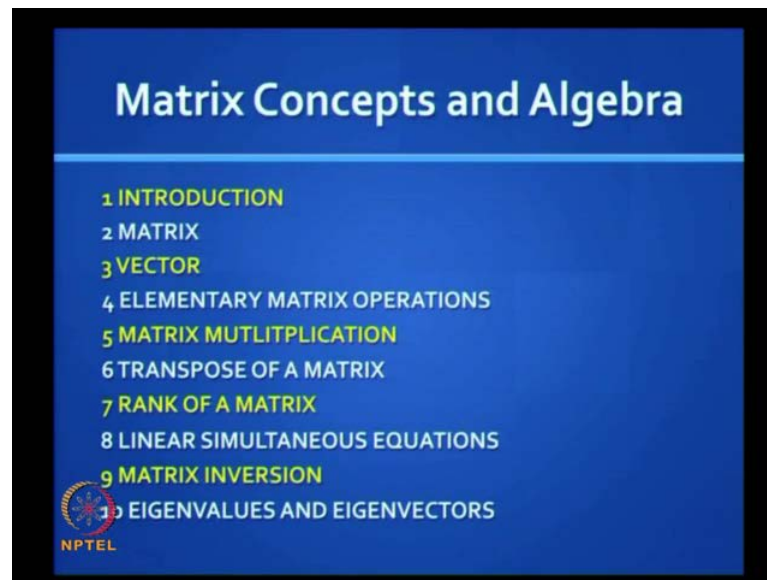 Matrix Concepts and Algebra
1 INTRODUCTION
2 MATRIX
3 VECTOR
4 ELEMENTARY MATRIX OPERATIONS
5 MATRIX MUTLITPLICATION
6 TRANSPOSE OF A MATRIX
7 RANK OF A MATRIX
8 LINEAR SIMULTANEOUS EQUATIONS
9 MATRIX INVERSION
10 EIGENVALUES AND EIGENVECTORS
NPTEL